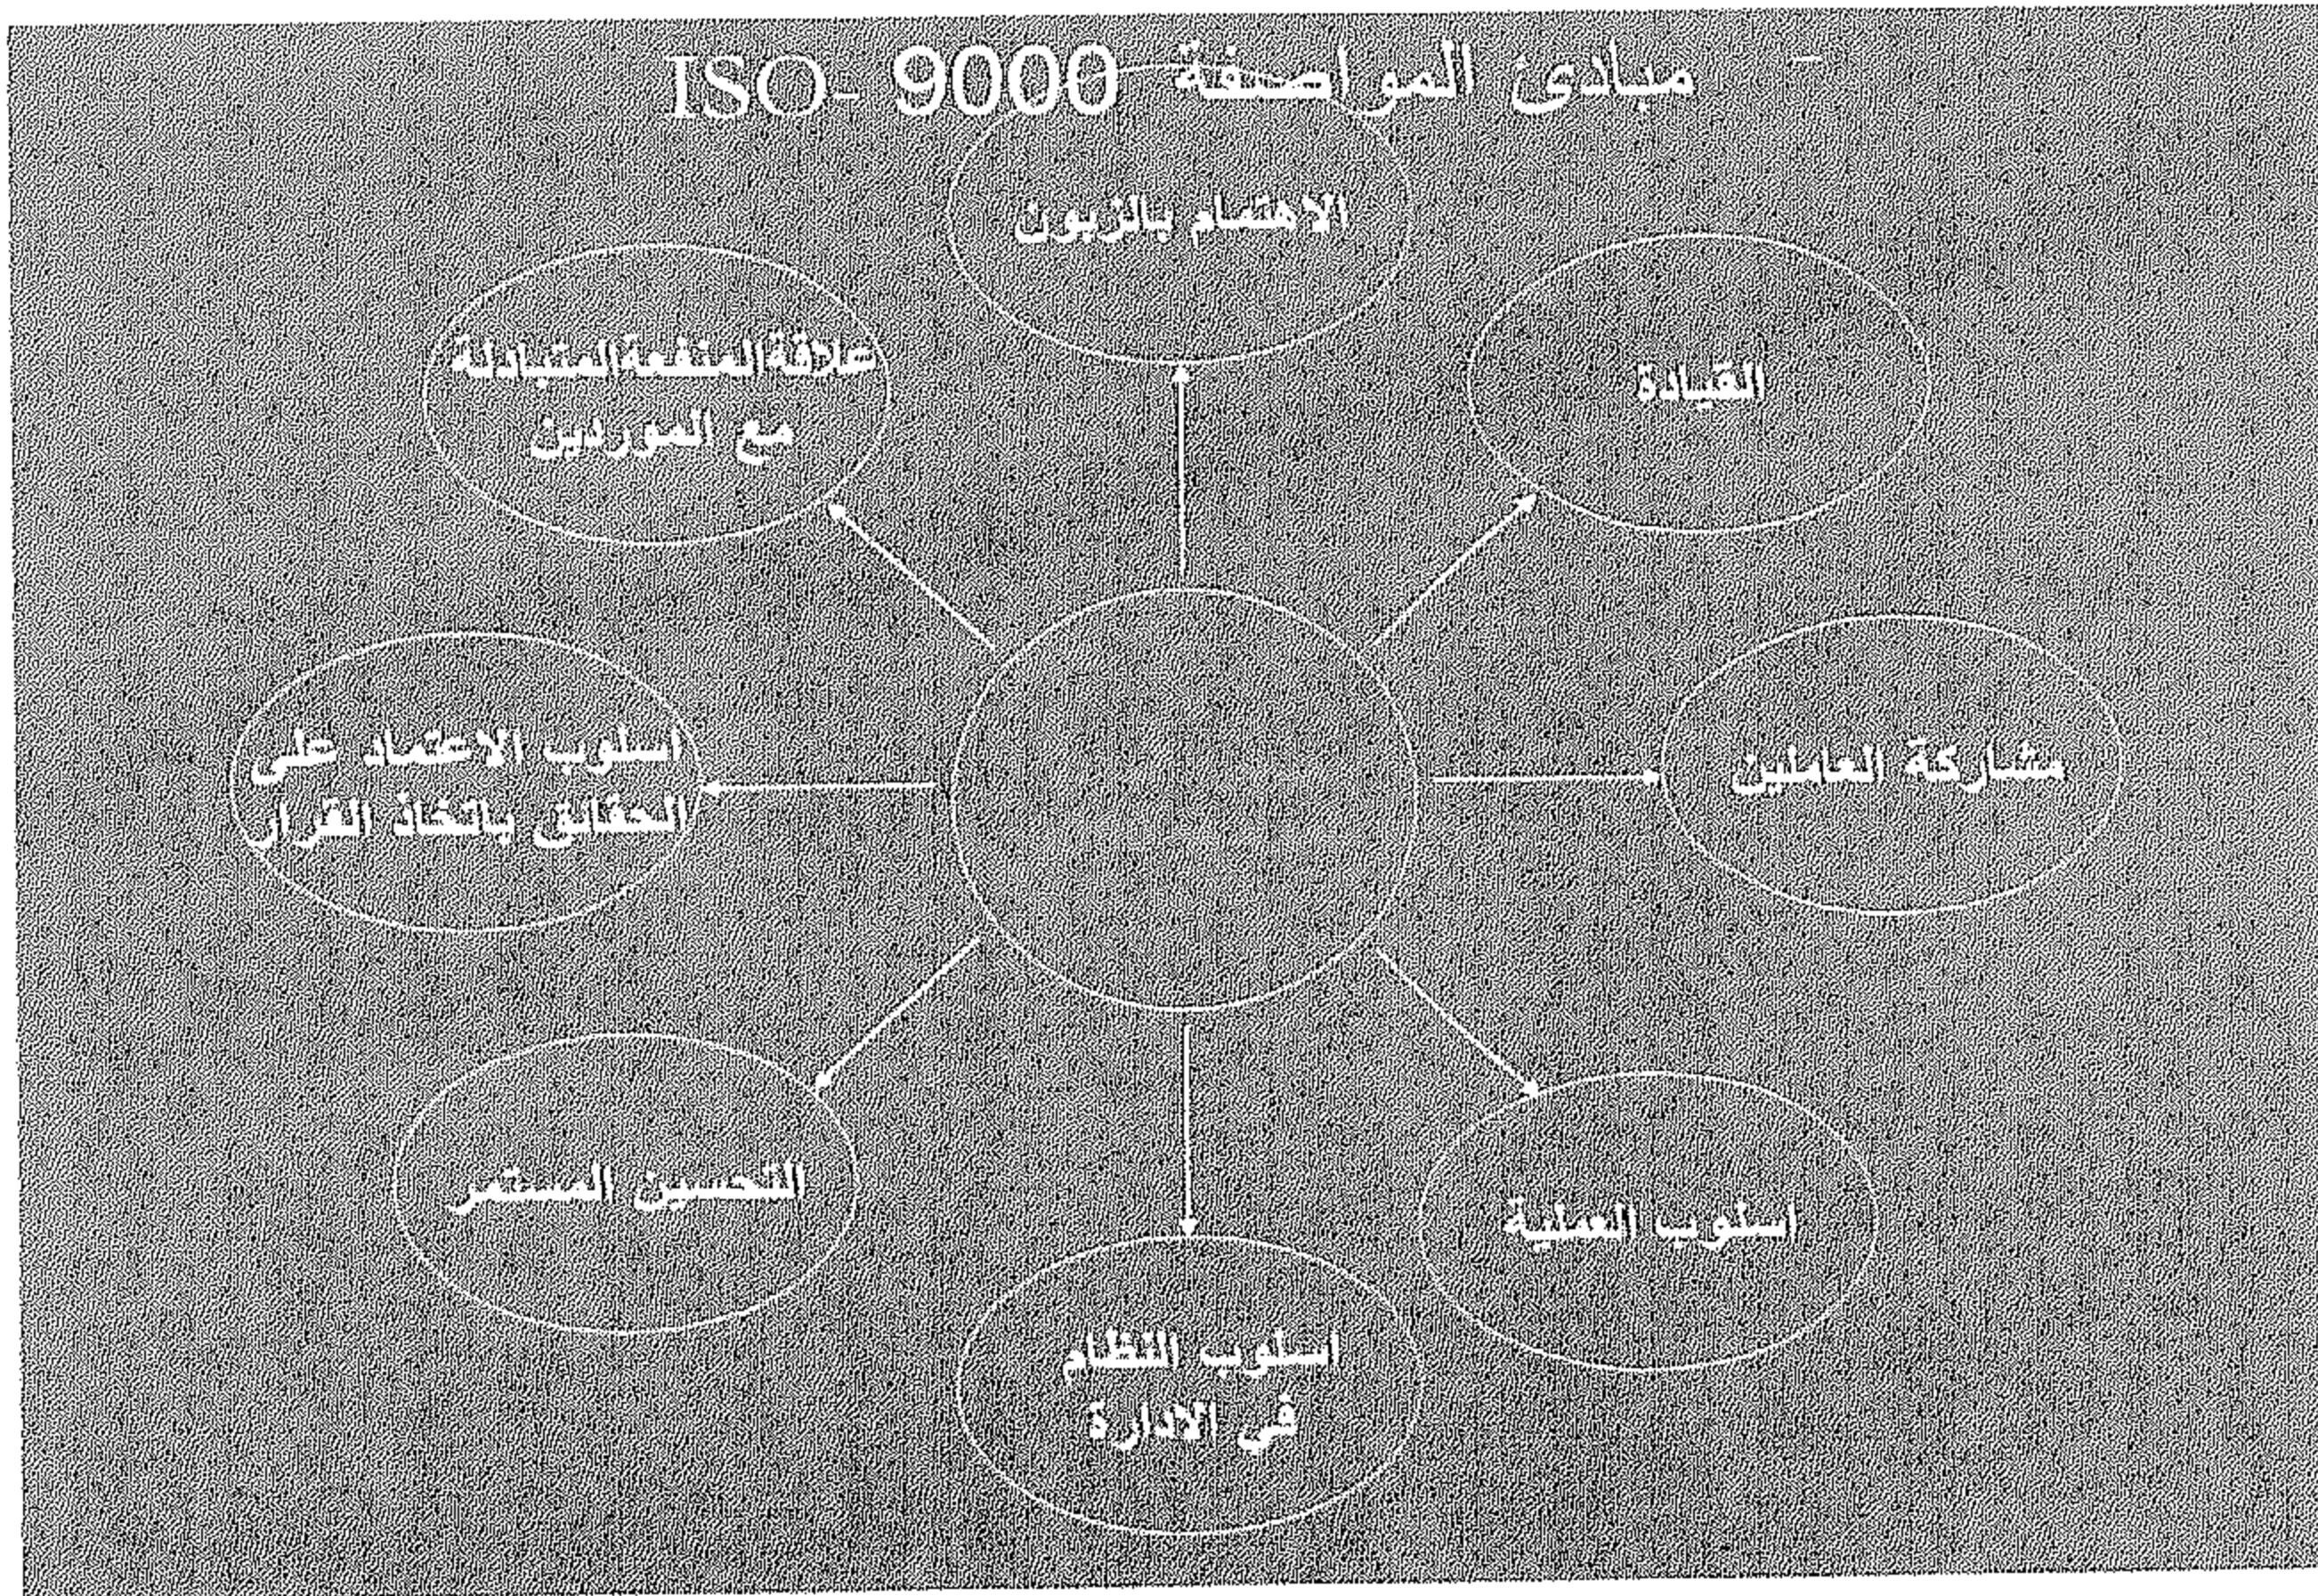 - مبادئ المواصفة ISO- 9000
الاهتمام بالزبون
القيادة
مشاركة العاملين
اسلوب العملية
اسلوب النظام
في الادارة
التحسين المستمر
اسلوب الاعتماد على
الحقائق باتخاذ القرار
علاقة المنفعة المتبادلة
مع الموردين